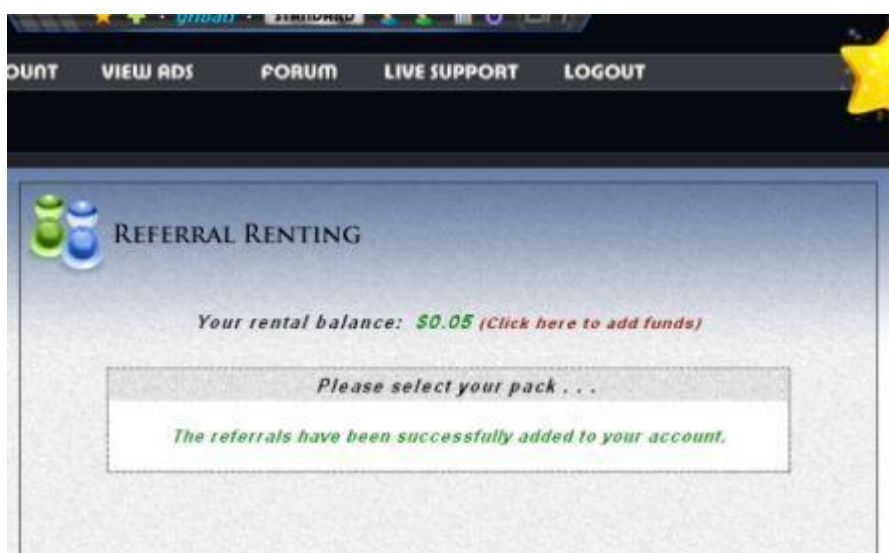 STANDARD
OUNT VIEW ADS FORUM LIVE SUPPORT LOGOUT
REFERRAL RENTING
Your rental balance: $0.05 (Click here to add funds)
Please select your pack . . .
The referrals have been successfully added to your account.